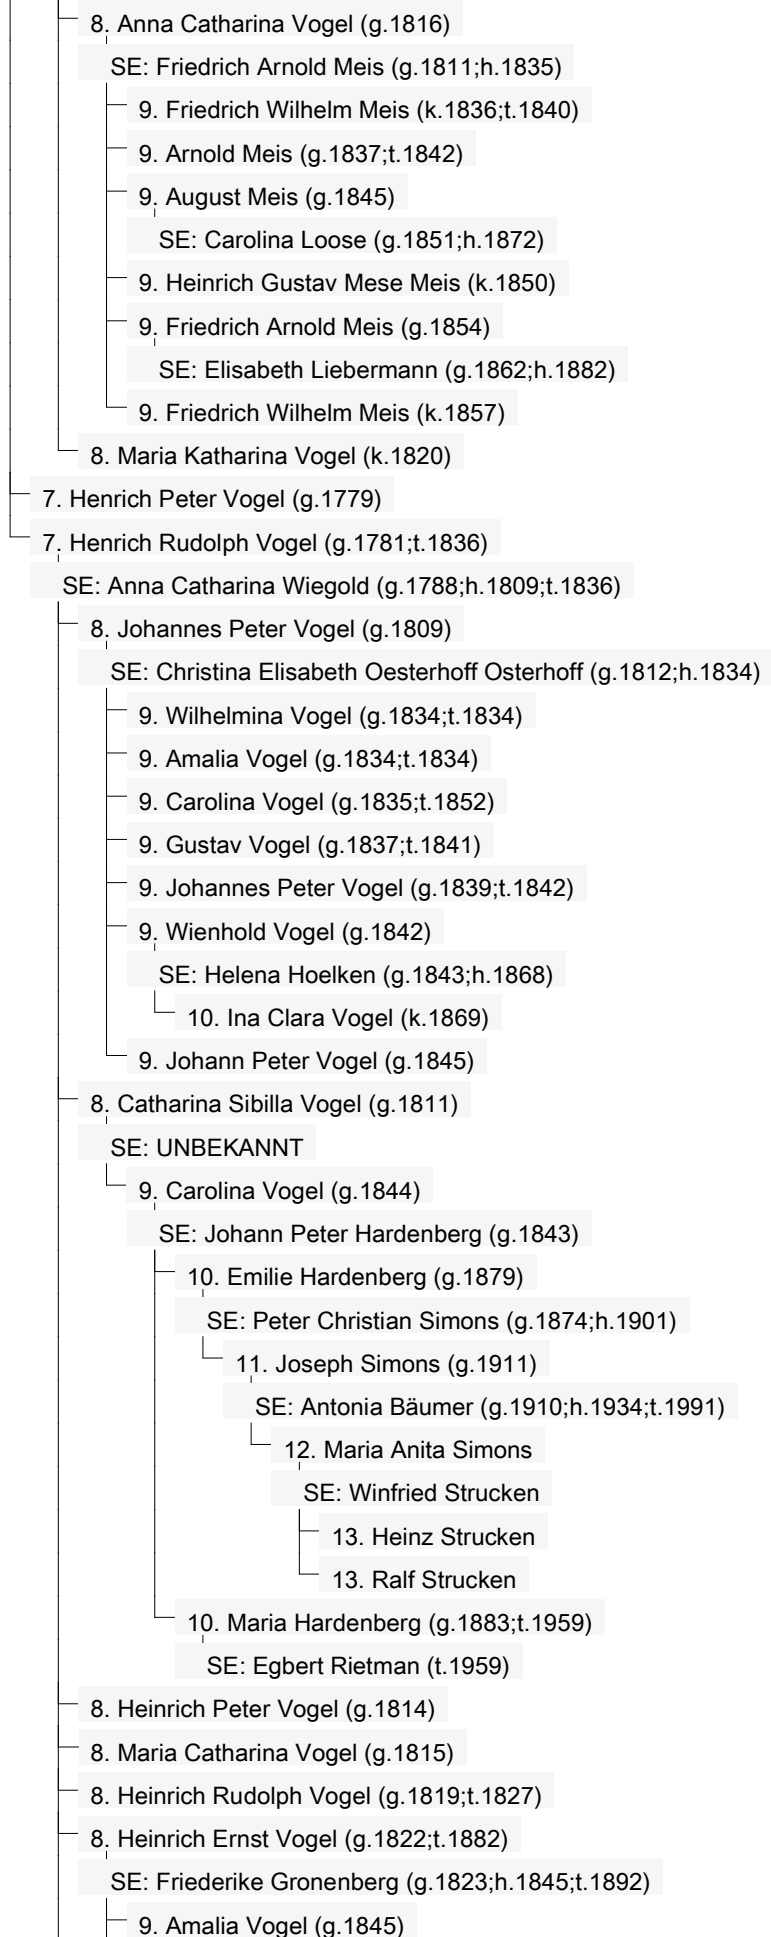 8. Anna Catharina Vogel (g.1816)
SE: Friedrich Arnold Meis (g.1811;h.1835)
9. Friedrich Wilhelm Meis (k.1836;t.1840)
9. Arnold Meis (g.1837;t.1842)
9. August Meis (g.1845)
SE: Carolina Loose (g.1851;h.1872)
9. Heinrich Gustav Mese Meis (k.1850)
9. Friedrich Arnold Meis (g.1854)
SE: Elisabeth Liebermann (g.1862;h.1882)
9. Friedrich Wilhelm Meis (k.1857)
8. Maria Katharina Vogel (k.1820)
7. Henrich Peter Vogel (g.1779)
7. Henrich Rudolph Vogel (g.1781;t.1836)
SE: Anna Catharina Wiegold (g.1788;h.1809;t.1836)
8. Johannes Peter Vogel (g.1809)
SE: Christina Elisabeth Oesterhoff Osterhoff (g.1812;h.1834)
9. Wilhelmina Vogel (g.1834;t.1834)
9. Amalia Vogel (g.1834;t.1834)
9. Carolina Vogel (g.1835;t.1852)
9. Gustav Vogel (g.1837;t.1841)
9. Johannes Peter Vogel (g.1839;t.1842)
9. Wienhold Vogel (g.1842)
SE: Helena Hoelken (g.1843;h.1868)
10. Ina Clara Vogel (k.1869)
9. Johann Peter Vogel (g.1845)
8. Catharina Sibilla Vogel (g.1811)
SE: UNBEKANNT
9. Carolina Vogel (g.1844)
SE: Johann Peter Hardenberg (g.1843)
10. Emilie Hardenberg (g.1879)
SE: Peter Christian Simons (g.1874;h.1901)
11. Joseph Simons (g.1911)
SE: Antonia Bäumer (g.1910;h.1934;t.1991)
12. Maria Anita Simons
SE: Winfried Strucken
13. Heinz Strucken
13. Ralf Strucken
10. Maria Hardenberg (g.1883;t.1959)
SE: Egbert Rietman (t.1959)
8. Heinrich Peter Vogel (g.1814)
8. Maria Catharina Vogel (g.1815)
8. Heinrich Rudolph Vogel (g.1819;t.1827)
8. Heinrich Ernst Vogel (g.1822;t.1882)
SE: Friederike Gronenberg (g.1823;h.1845;t.1892)
9. Amalia Vogel (g.1845)